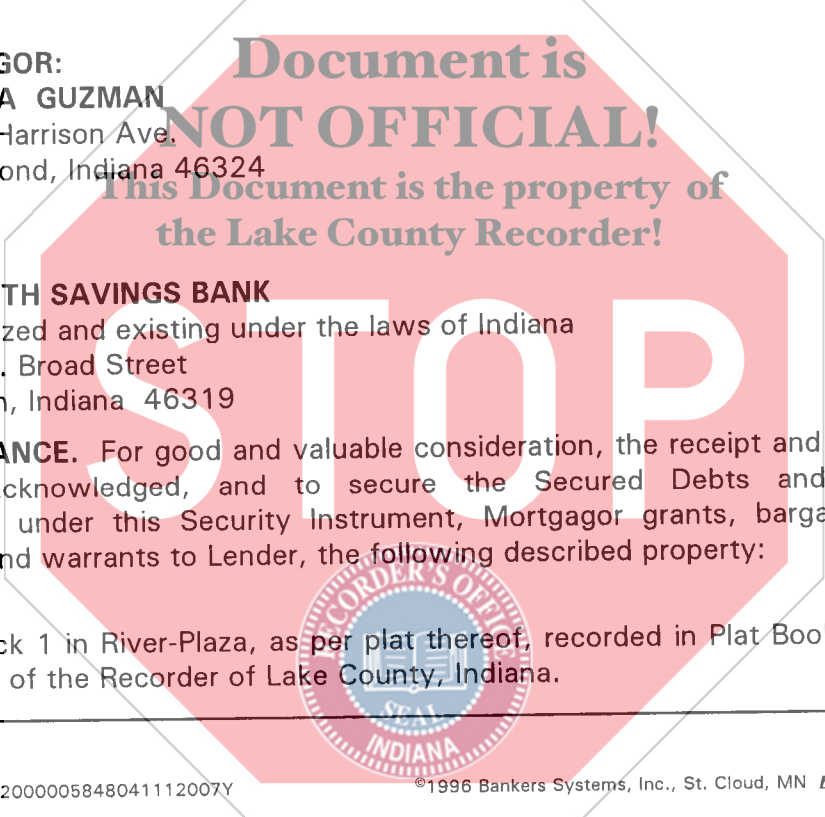 Document is
GOR:
A GUZMAN
NOT OFFICIAL!
Harrison Ave.
ond, Indiana 46324
This Document is the property of
the Lake County Recorder!
TH SAVINGS BANK
zed and existing under the laws of Indiana
. Broad Street
n, Indiana 46319
STOP
ANCE. For good and valuable consideration, the receipt and
cknowledged, and to secure the Secured Debts and
under this Security Instrument, Mortgagor grants, barga
nd warrants to Lender, the following described property:
RECORDER'S OFFICE
ck 1 in River-Plaza, as per plat thereof, recorded in Plat Boo
of the Recorder of Lake County, Indiana.
SEAL
INDIANA
2000005848041112007Y
©1996 Bankers Systems, Inc., St. Cloud, MN